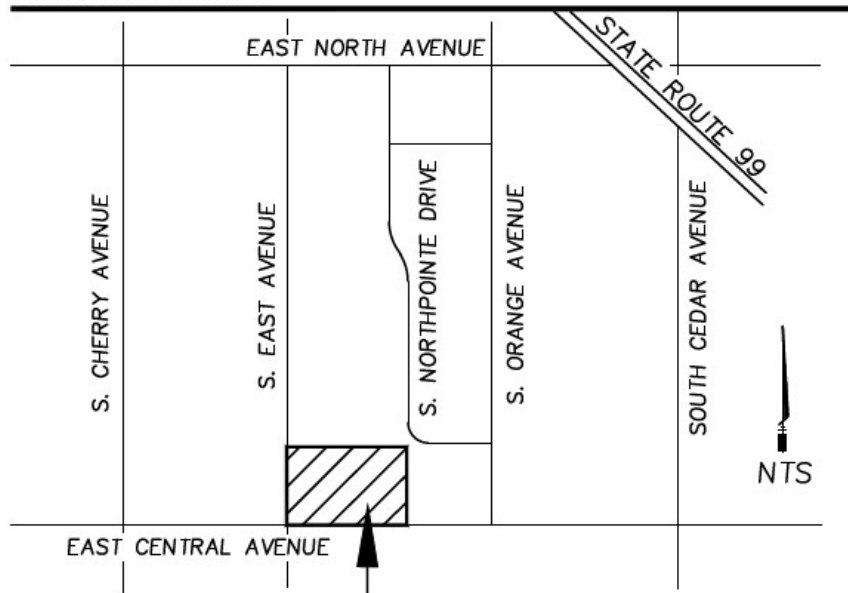 EAST NORTH AVENUE
STATE ROUTE 99
S. CHERRY AVENUE
S. EAST AVENUE
S. NORTHPOINTE DRIVE
S. ORANGE AVENUE
SOUTH CEDAR AVENUE
NTS
EAST CENTRAL AVENUE